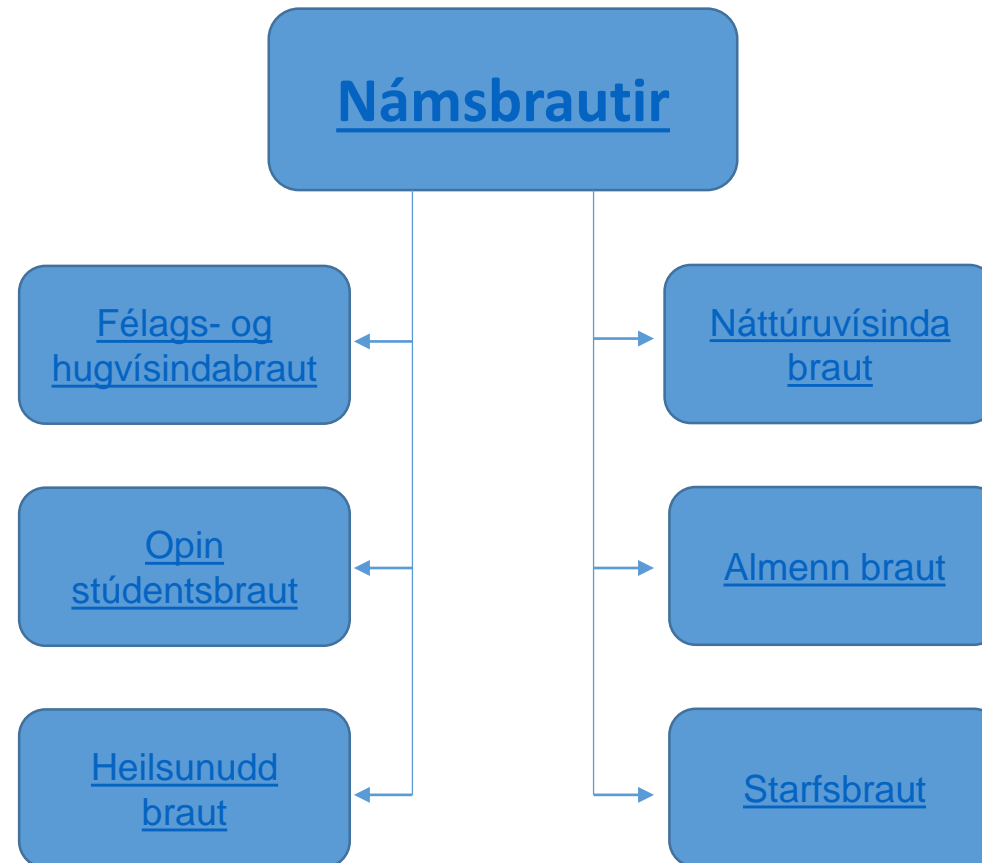 Námsbrautir
Félags- og
hugvísindabraut
Náttúruvísinda
braut
Opin
stúdentsbraut
Almenn braut
Heilsunudd
braut
Starfsbraut